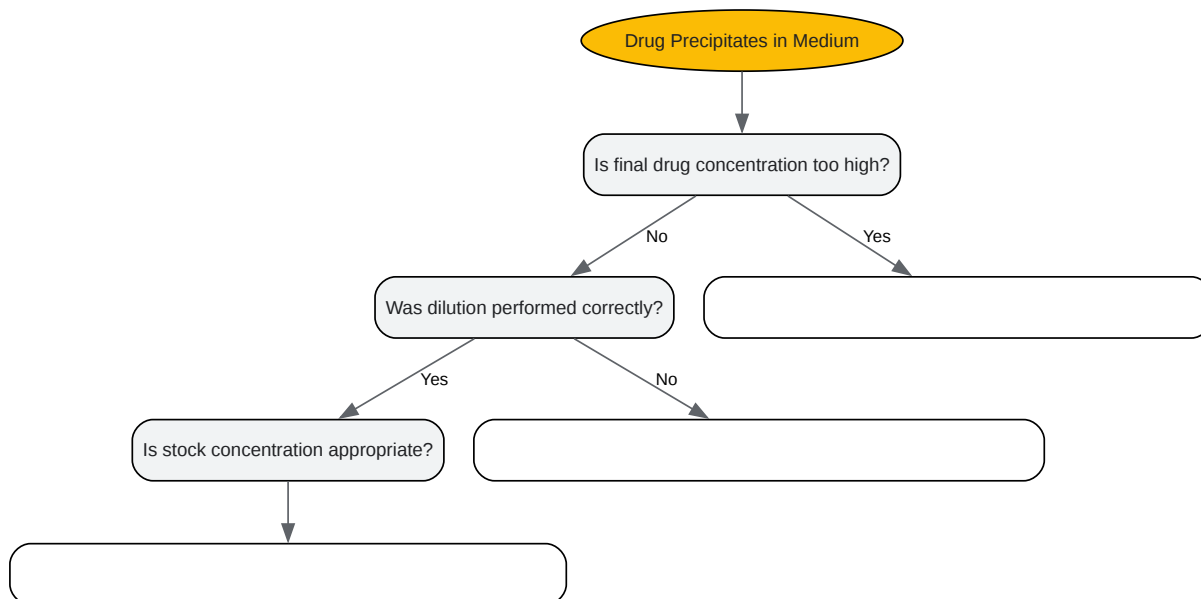 Drug Precipitates in Medium
Is final drug concentration too high?
No
Yes
Was dilution performed correctly?
Yes
No
Is stock concentration appropriate?